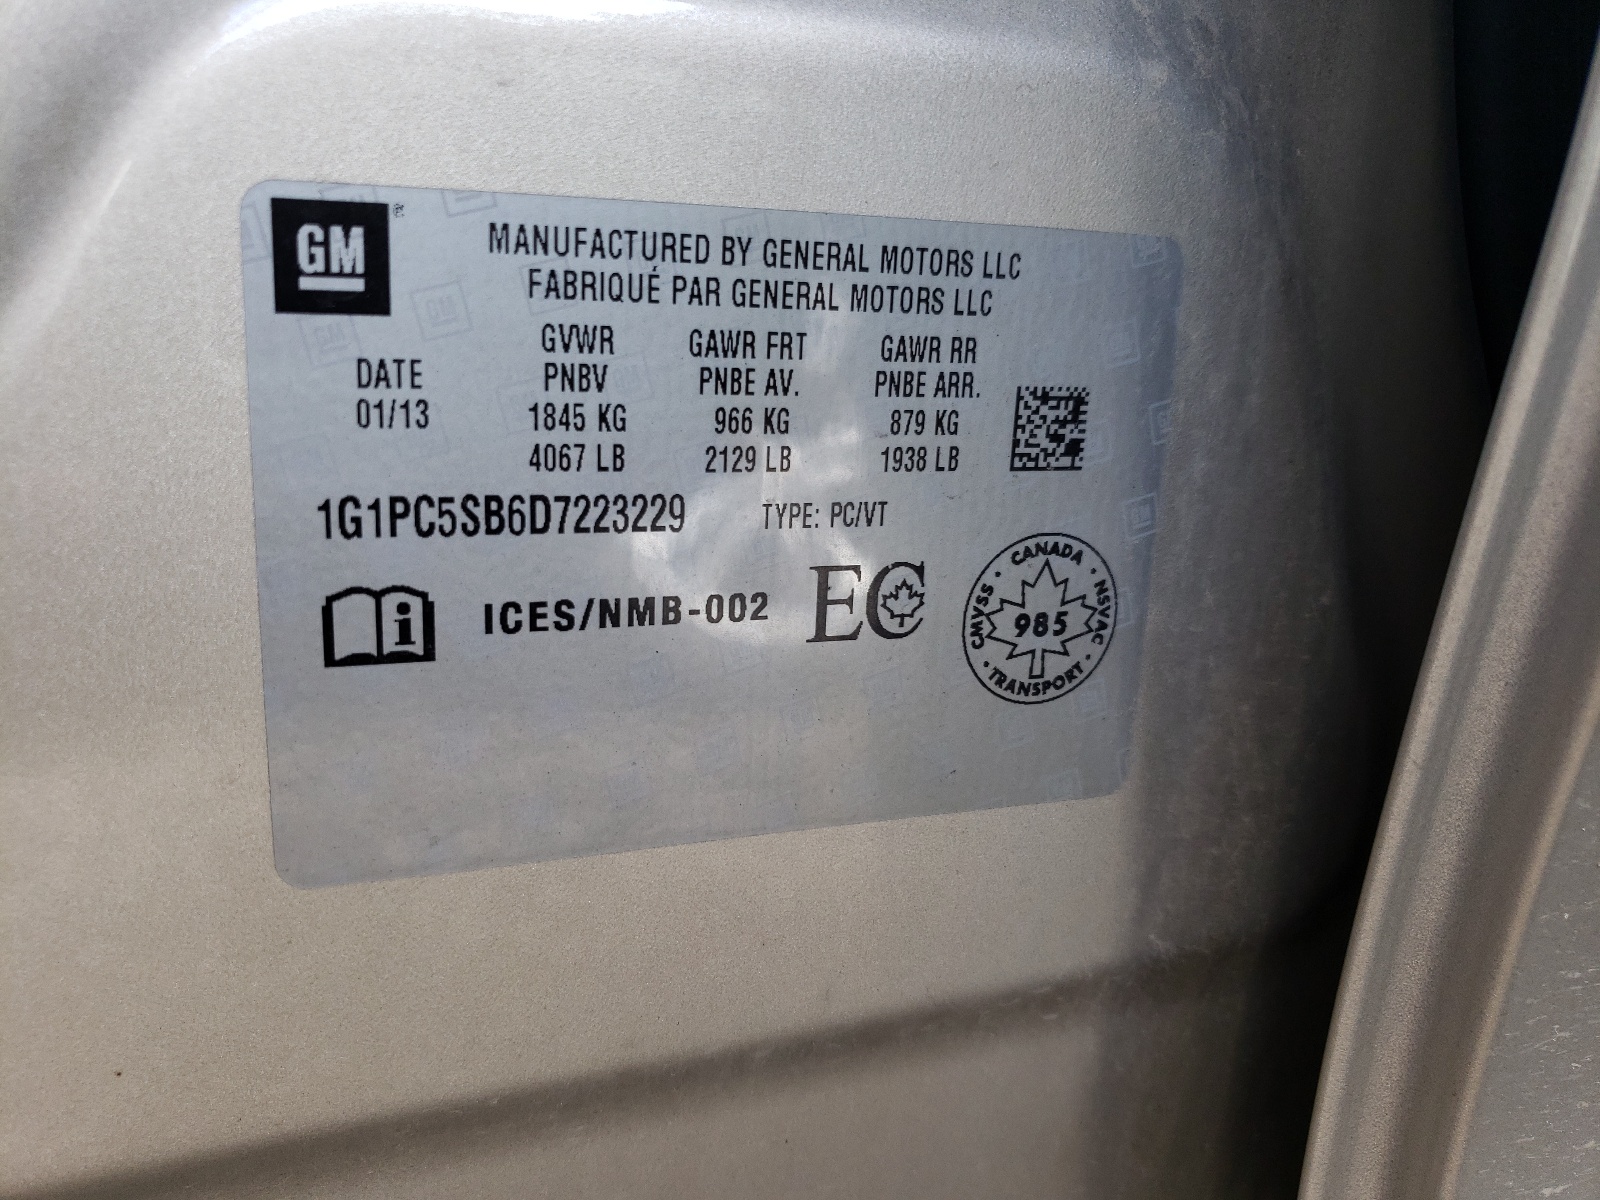 GM
MANUFACTURED BY GENERAL MOTORS LLC
FABRIQUÉ PAR GENERAL MOTORS LLC
GVWR GAWR FRT GAWR RR
DATE PNBV PNBE AV. PNBE ARR.
01/13 1845 KG 966 KG 879 KG
4067 LB 2129 LB 1938 LB
1G1PC5SB6D7223229 TYPE: PC/VT
i ICES/NMB-002 EC
CANADA
CMVSS 985 NSVAC
TRANSPORT